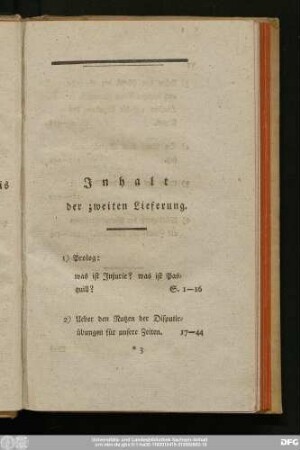 Inhalt
der zweiten Lieferung.
1) Prolog:
was ist Injurie? was ist Pas-
quill? S. 1—16
2) Ueber den Nutzen der Disputir-
übungen für unsere Zeiten. 17—44
* 3
Universitäts- und Landesbibliothek Sachsen-Anhalt
DFG